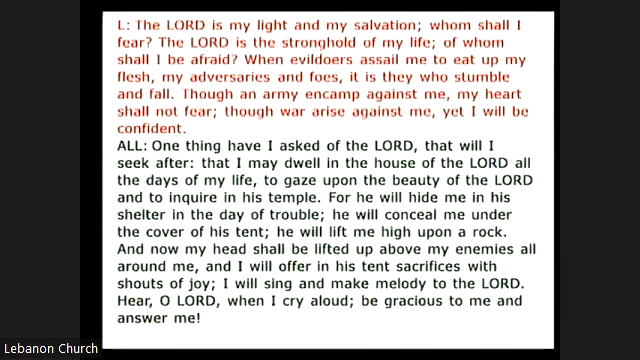 L: The LORD is my light and my salvation; whom shall I
fear? The LORD is the stronghold of my life; of whom
shall I be afraid? When evildoers assail me to eat up my
flesh, my adversaries and foes, it is they who stumble
and fall. Though an army encamp against me, my heart
shall not fear; though war arise against me, yet I will be
confident.
ALL: One thing have I asked of the LORD, that will I
seek after: that I may dwell in the house of the LORD all
the days of my life, to gaze upon the beauty of the LORD
and to inquire in his temple. For he will hide me in his
shelter in the day of trouble; he will conceal me under
the cover of his tent; he will lift me high upon a rock.
And now my head shall be lifted up above my enemies all
around me, and I will offer in his tent sacrifices with
shouts of joy; I will sing and make melody to the LORD.
Hear, O LORD, when I cry aloud; be gracious to me and
answer me!
Lebanon Church